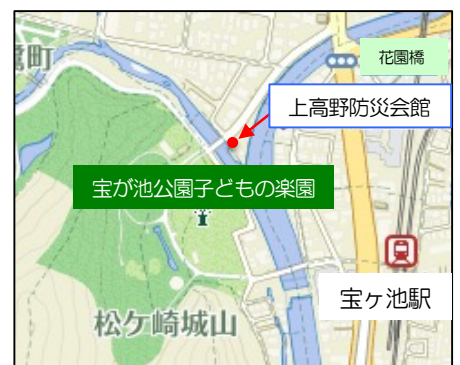 鷺町
花園橋
上高野防災会館
宝が池公園子どもの楽園
宝ヶ池駅
松ケ崎城山